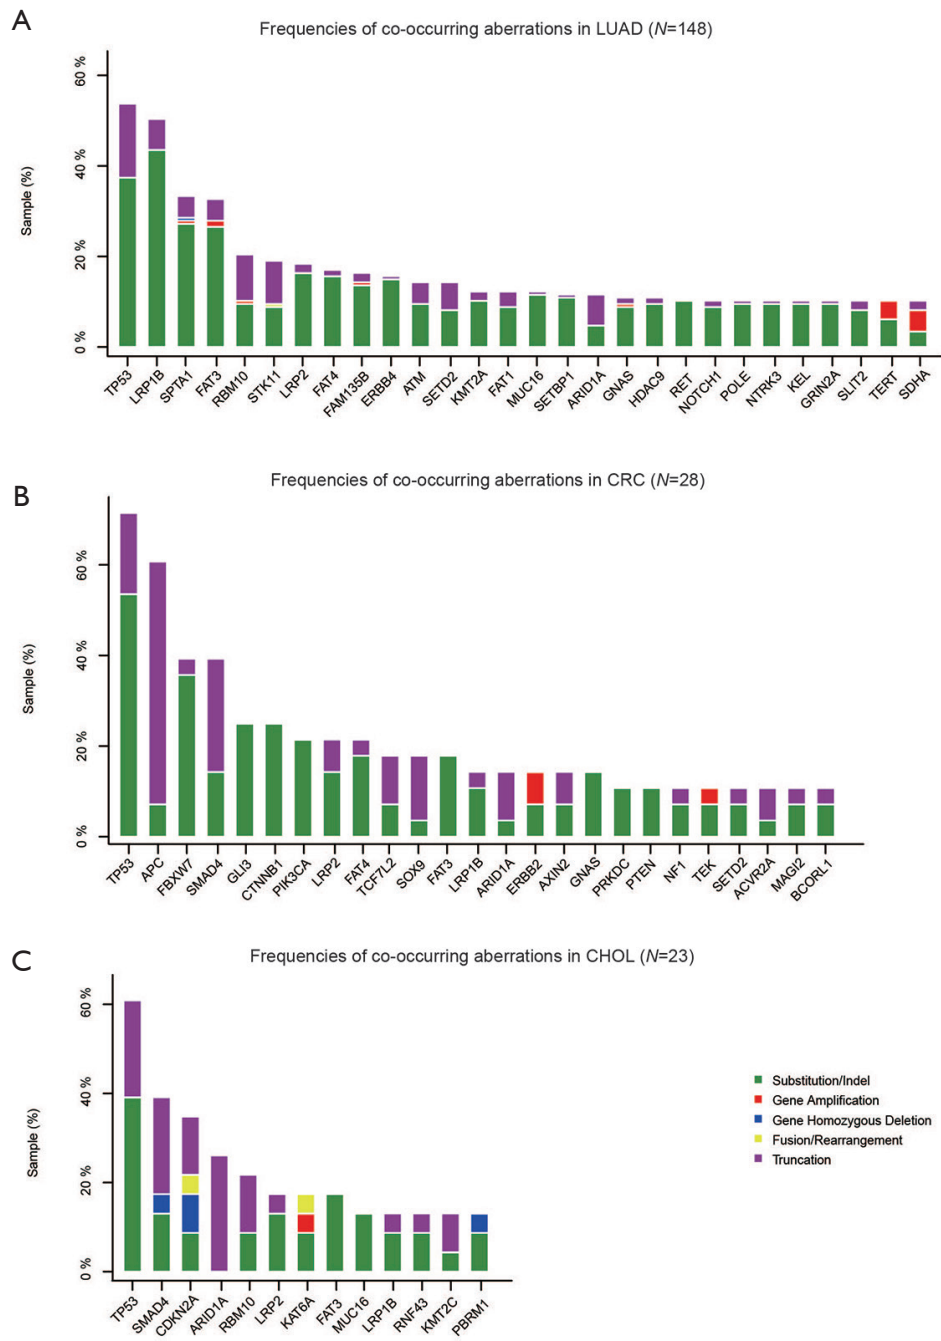 A
Frequencies of co-occurring aberrations in LUAD (N=148)
Sample (%)
60 %
40 %
20 %
0 %
TP53 LRP1B SPTA1 FAT3 RBM10 STK11 LRP2 FAT4 FAM135B ERBB4 ATM SETD2 KMT2A FAT1 MUC16 SETBP1 ARID1A GNAS HDAC9 RET NOTCH1 POLE NTRK3 KEL GRIN2A SLIT2 TERT SDHA
B
Frequencies of co-occurring aberrations in CRC (N=28)
Sample (%)
60 %
40 %
20 %
0 %
TP53 APC FBXW7 SMAD4 GLI3 CTNNB1 PIK3CA LRP2 FAT4 TCF7L2 SOX9 FAT3 LRP1B ARID1A ERBB2 AXIN2 GNAS PRKDC PTEN NF1 TEK SETD2 ACVR2A MAGI2 BCORL1
C
Frequencies of co-occurring aberrations in CHOL (N=23)
Sample (%)
60 %
40 %
20 %
0 %
TP53 SMAD4 CDKN2A ARID1A RBM10 LRP2 KAT6A FAT3 MUC16 LRP1B RNF43 KMT2C PBRM1
Substitution/Indel
Gene Amplification
Gene Homozygous Deletion
Fusion/Rearrangement
Truncation